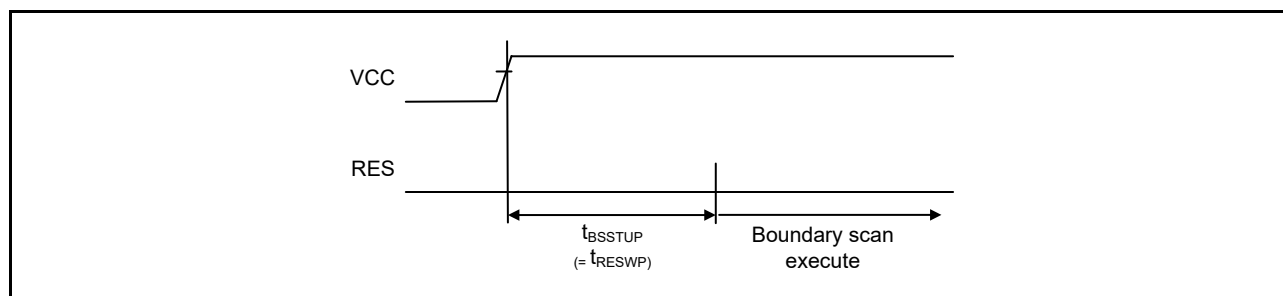 VCC
RES
tBSSTUP
(= tRESWP)
Boundary scan
execute